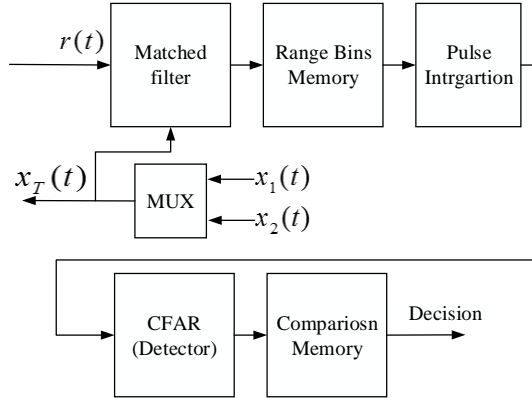 r(t)
Matched
filter
Range Bins
Memory
Pulse
Intrgartion
x_T(t)
MUX
x_1(t)
x_2(t)
CFAR
(Detector)
Compariosn
Memory
Decision